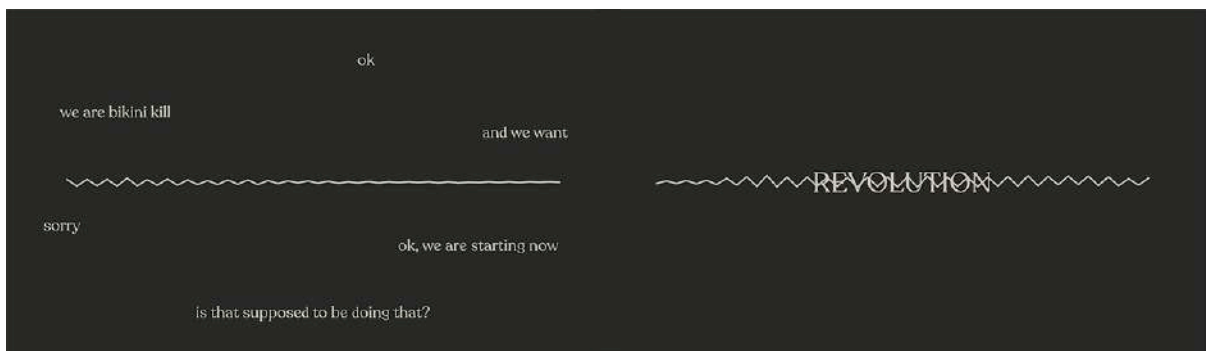 ok
we are bikini kill
and we want
REVOLUTION
sorry
ok, we are starting now
is that supposed to be doing that?